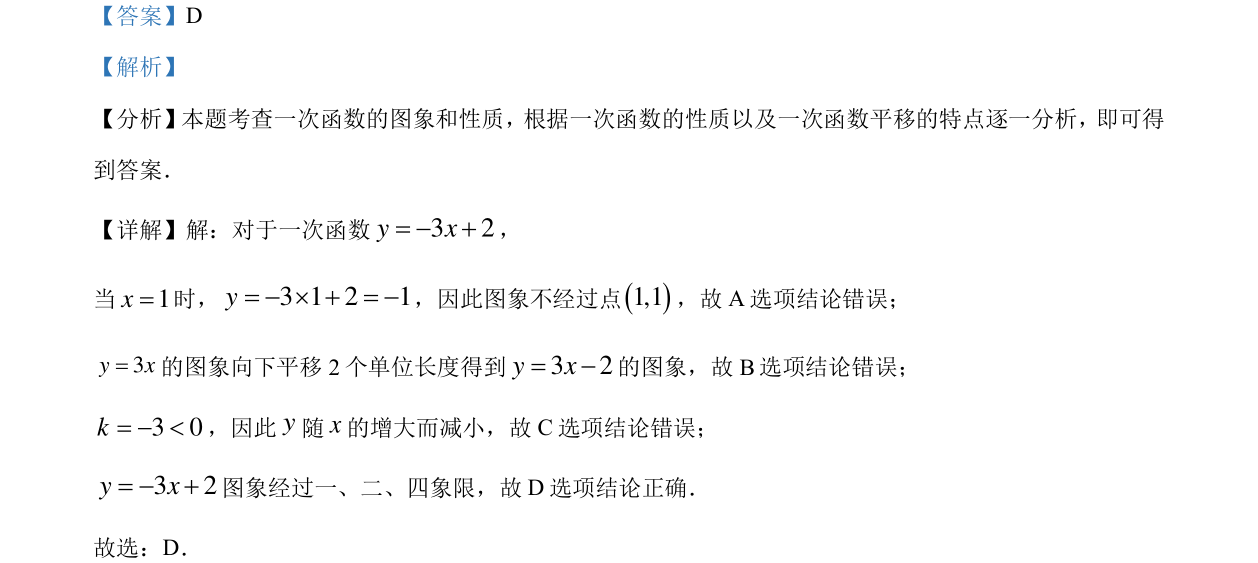 【答案】D
【解析】
【分析】本题考查一次函数的图象和性质，根据一次函数的性质以及一次函数平移的特点逐一分析，即可得
到答案．
【详解】解：对于一次函数 y = −3x + 2，
当 x = 1时， y = −3×1+ 2 = −1，因此图象不经过点(1,1)，故 A 选项结论错误；
y = 3x 的图象向下平移 2 个单位长度得到 y = 3x − 2 的图象，故 B 选项结论错误；
k = −3 < 0，因此 y 随 x 的增大而减小，故 C 选项结论错误；
y = −3x + 2 图象经过一、二、四象限，故 D 选项结论正确．
故选：D．